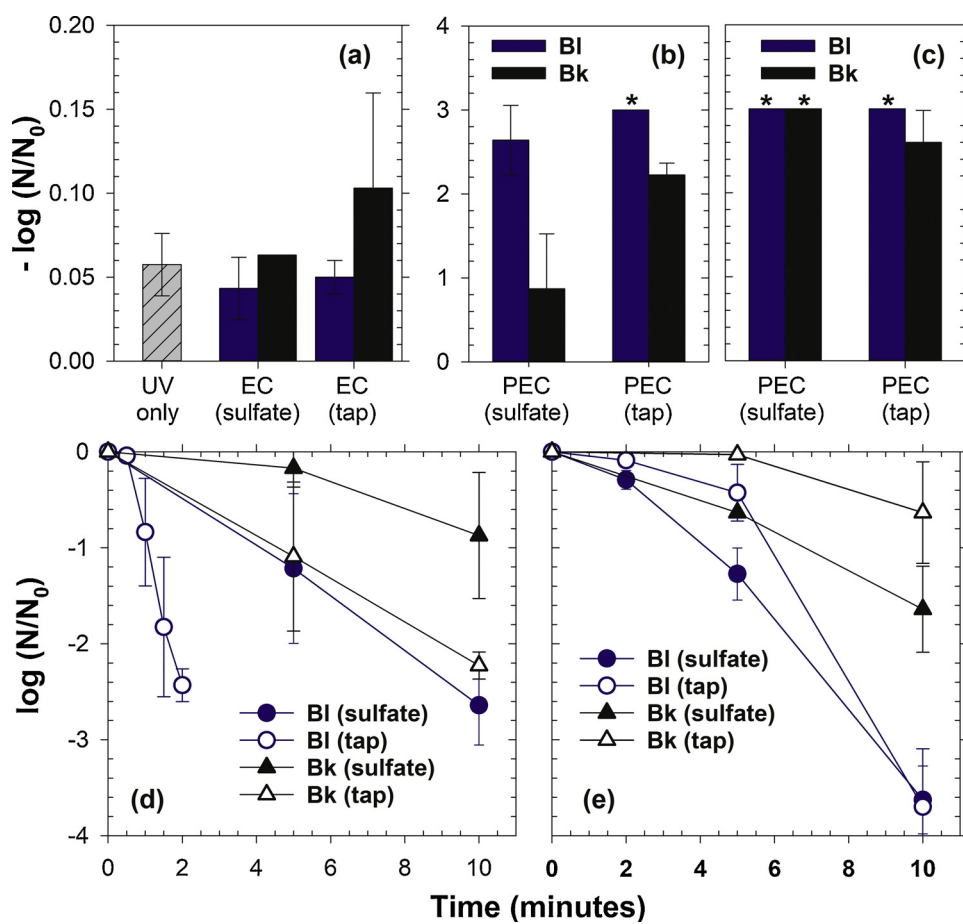 - log (N/N0)
0.20
0.15
0.10
0.05
0.00
(a)
UV only
EC (sulfate)
EC (tap)
4
3
2
1
0
Bl
Bk
(b)
*
PEC (sulfate)
PEC (tap)
Bl
Bk
(c)
* * *
PEC (sulfate)
PEC (tap)
log (N/N0)
0
-1
-2
-3
-4
Bl (sulfate)
Bl (tap)
Bk (sulfate)
Bk (tap)
(d)
0 2 4 6 8 10
Bl (sulfate)
Bl (tap)
Bk (sulfate)
Bk (tap)
(e)
0 2 4 6 8 10
Time (minutes)